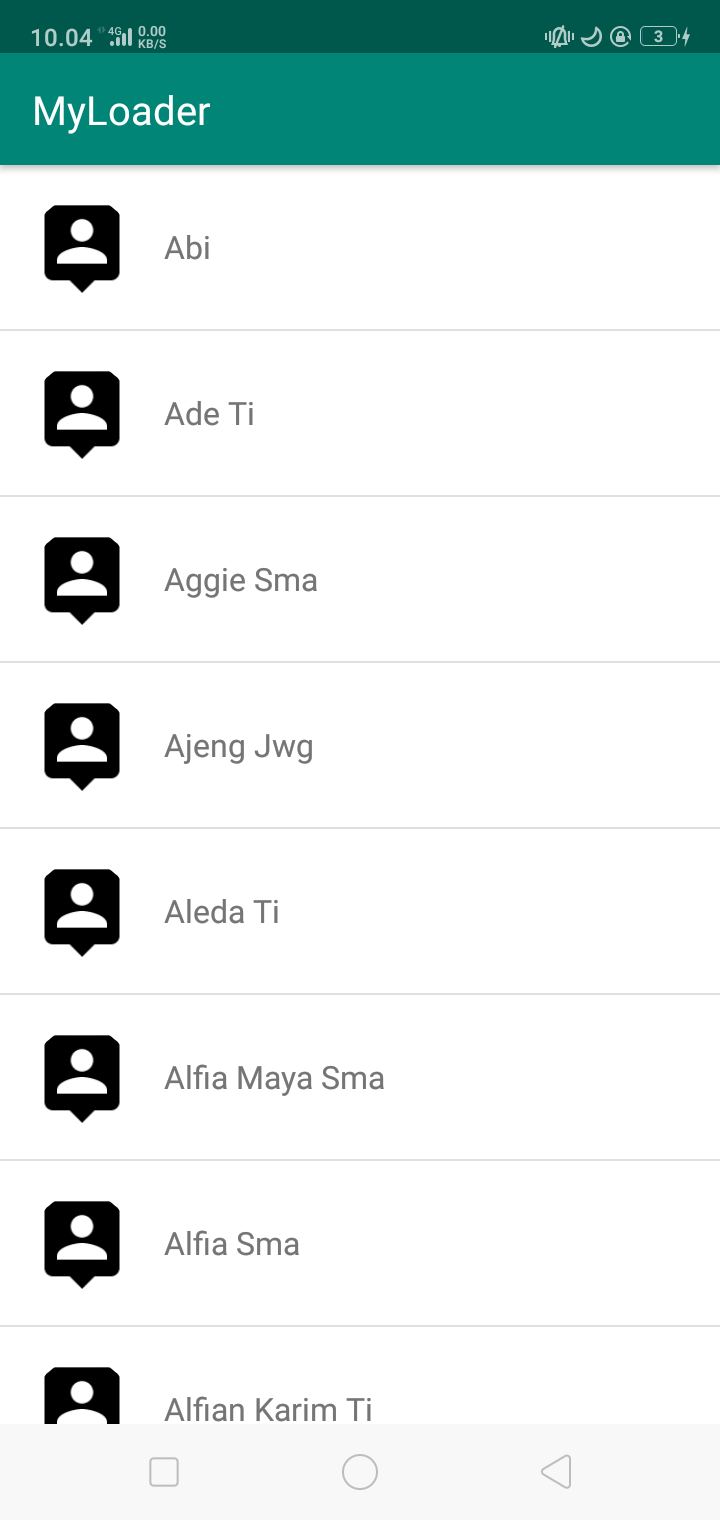 10.04 4G 0.00 KB/S 3
MyLoader
Abi
Ade Ti
Aggie Sma
Ajeng Jwg
Aleda Ti
Alfia Maya Sma
Alfia Sma
Alfian Karim Ti